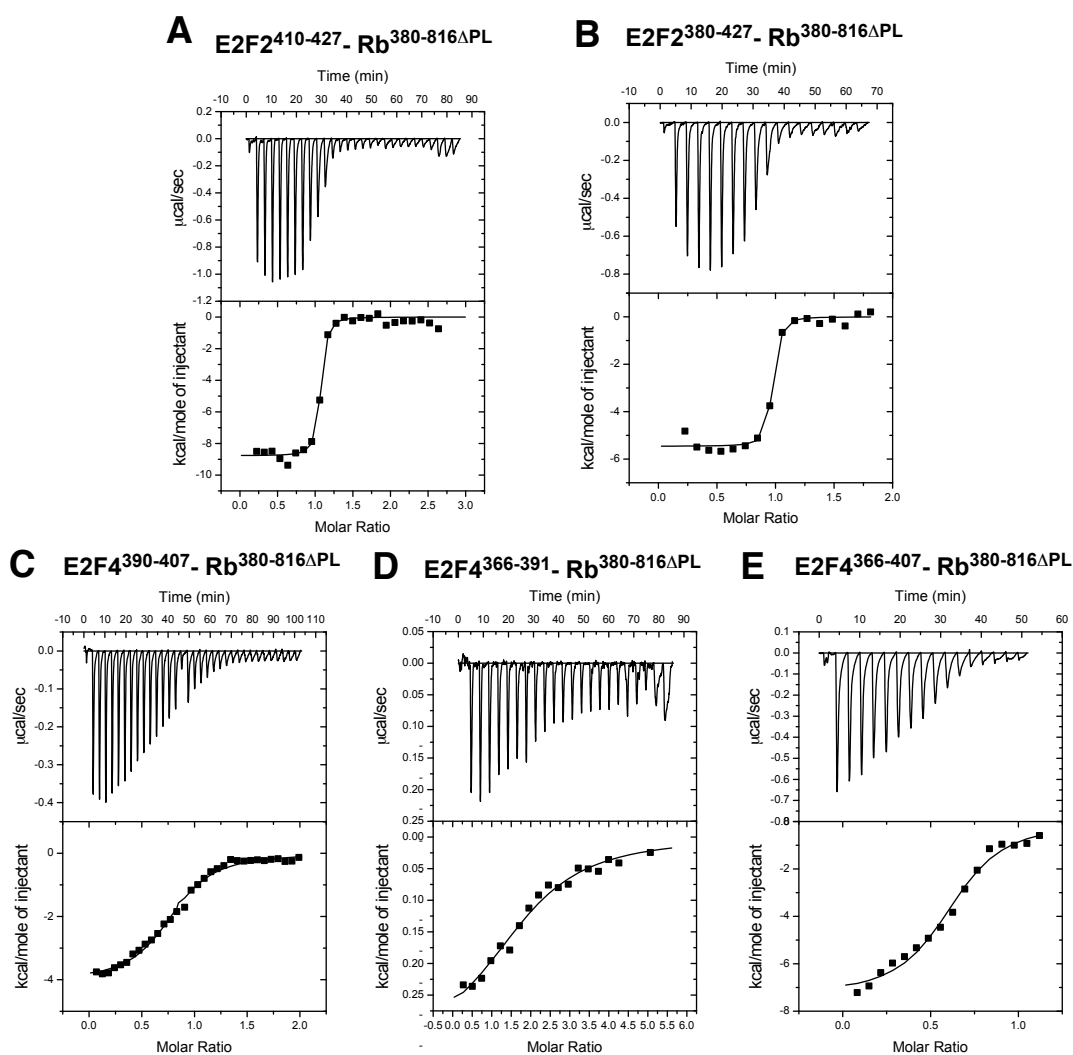 A E2F2410-427- Rb380-816ΔPL
Time (min)
-10 0 10 20 30 40 50 60 70 80 90
0.2
0.0
-0.2
-0.4
-0.6
-0.8
-1.0
-1.2
µcal/sec
0
-2
-4
-6
-8
-10
kcal/mole of injectant
0.0 0.5 1.0 1.5 2.0 2.5 3.0
Molar Ratio
B E2F2380-427- Rb380-816ΔPL
Time (min)
-10 0 10 20 30 40 50 60 70
0.0
-0.2
-0.4
-0.6
-0.8
µcal/sec
0
-2
-4
-6
kcal/mole of injectant
0.0 0.5 1.0 1.5 2.0
Molar Ratio
C E2F4390-407- Rb380-816ΔPL
Time (min)
-10 0 10 20 30 40 50 60 70 80 90 100 110
0.0
-0.1
-0.2
-0.3
-0.4
µcal/sec
0
-2
-4
kcal/mole of injectant
0.0 0.5 1.0 1.5 2.0
Molar Ratio
D E2F4366-391- Rb380-816ΔPL
Time (min)
-10 0 10 20 30 40 50 60 70 80 90
0.05
0.00
0.05
0.10
0.15
0.20
0.25
µcal/sec
0.00
0.05
0.10
0.15
0.20
0.25
kcal/mole of injectant
-0.5 0.0 0.5 1.0 1.5 2.0 2.5 3.0 3.5 4.0 4.5 5.0 5.5 6.0
Molar Ratio
E E2F4366-407- Rb380-816ΔPL
Time (min)
0 10 20 30 40 50 60
0.1
0.0
-0.1
-0.2
-0.3
-0.4
-0.5
-0.6
-0.7
µcal/sec
-2
-4
-6
-8
kcal/mole of injectant
0.0 0.5 1.0
Molar Ratio